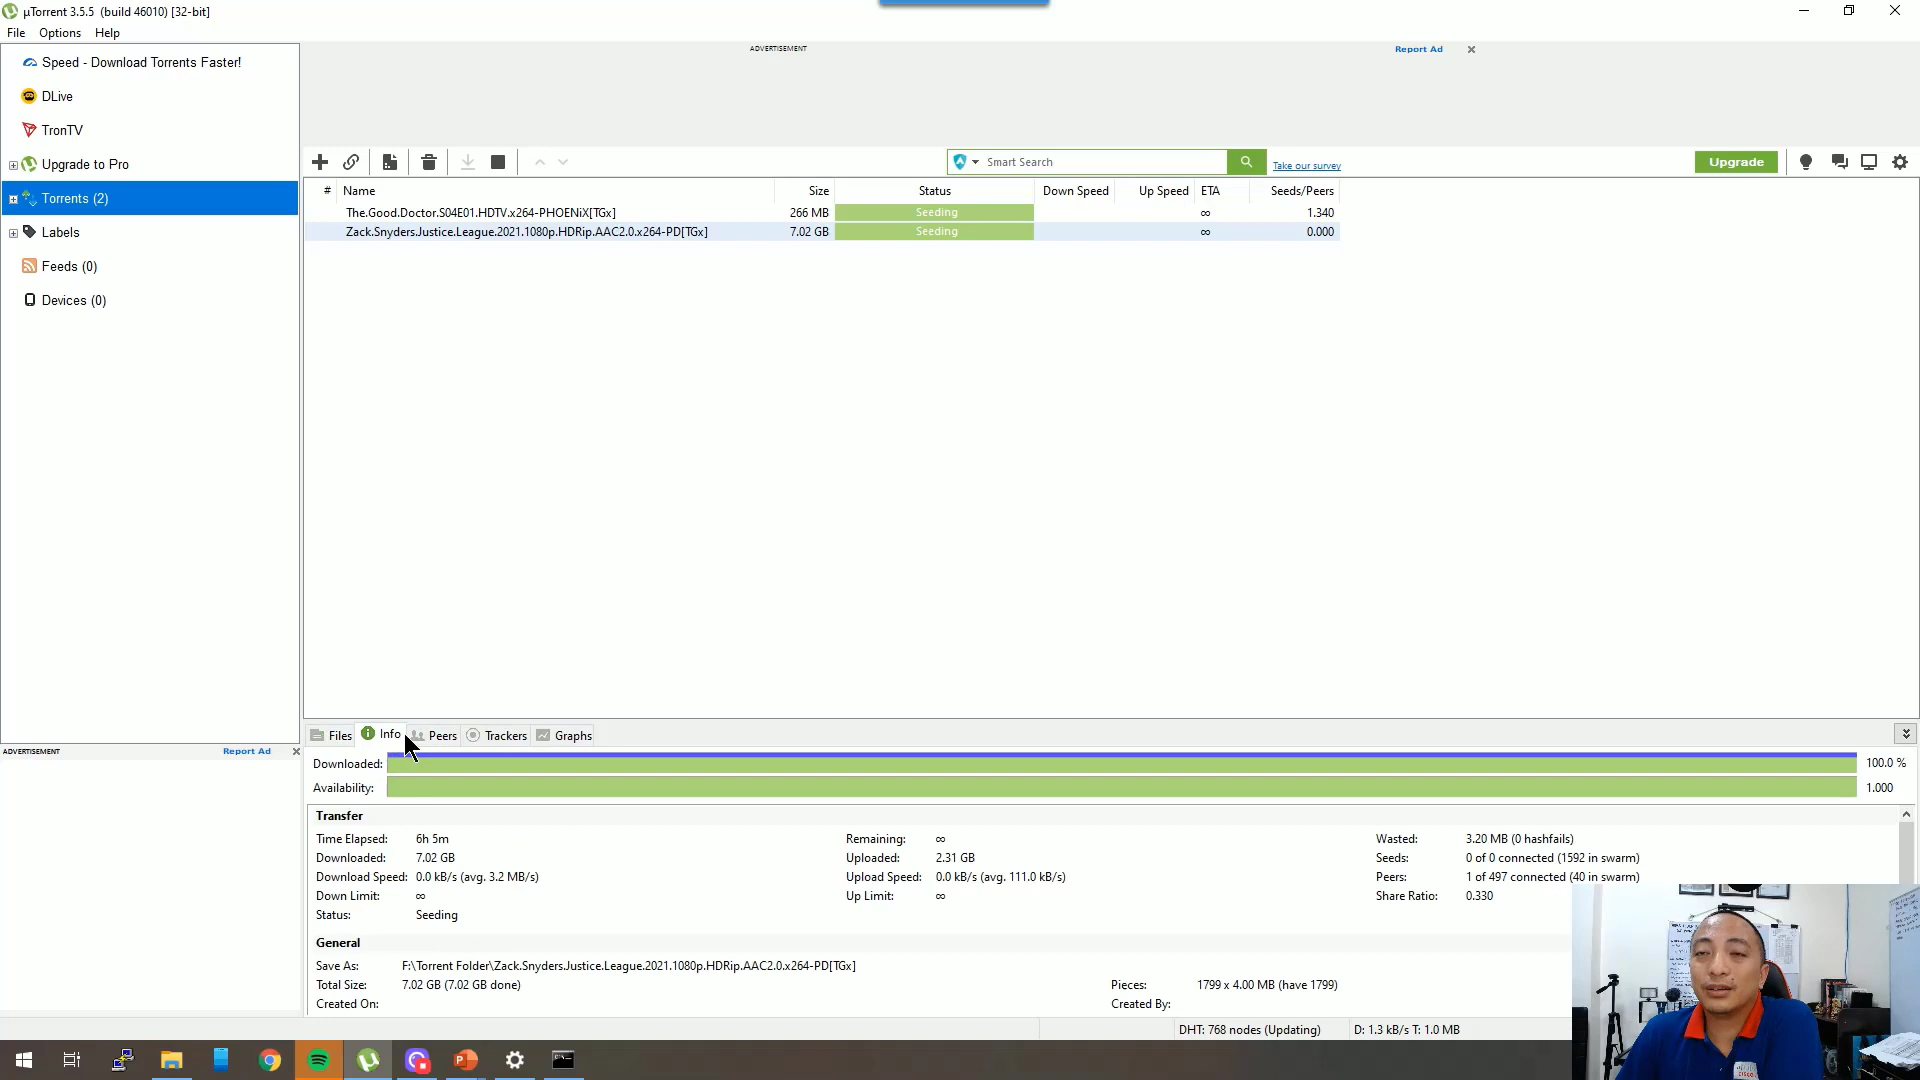 µTorrent 3.5.5 (build 46010) [32-bit]
File Options Help
Speed - Download Torrents Faster!
DLive
TronTV
Upgrade to Pro
Torrents (2)
Labels
Feeds (0)
Devices (0)
ADVERTISEMENT Report Ad
ADVERTISEMENT Report Ad
Smart Search
Take our survey
Upgrade
# Name Size Status Down Speed Up Speed ETA Seeds/Peers
The.Good.Doctor.S04E01.HDTV.x264-PHOENiX[TGx] 266 MB Seeding ∞ 1.340
Zack.Snyders.Justice.League.2021.1080p.HDRip.AAC2.0.x264-PD[TGx] 7.02 GB Seeding ∞ 0.000
Files Info Peers Trackers Graphs
Downloaded: 100.0 %
Availability: 1.000
Transfer
Time Elapsed: 6h 5m Remaining: ∞ Wasted: 3.20 MB (0 hashfails)
Downloaded: 7.02 GB Uploaded: 2.31 GB Seeds: 0 of 0 connected (1592 in swarm)
Download Speed: 0.0 kB/s (avg. 3.2 MB/s) Upload Speed: 0.0 kB/s (avg. 111.0 kB/s) Peers: 1 of 497 connected (40 in swarm)
Down Limit: ∞ Up Limit: ∞ Share Ratio: 0.330
Status: Seeding
General
Save As: F:\Torrent Folder\Zack.Snyders.Justice.League.2021.1080p.HDRip.AAC2.0.x264-PD[TGx]
Total Size: 7.02 GB (7.02 GB done) Pieces: 1799 x 4.00 MB (have 1799)
Created On: Created By:
DHT: 768 nodes (Updating) D: 1.3 kB/s T: 1.0 MB